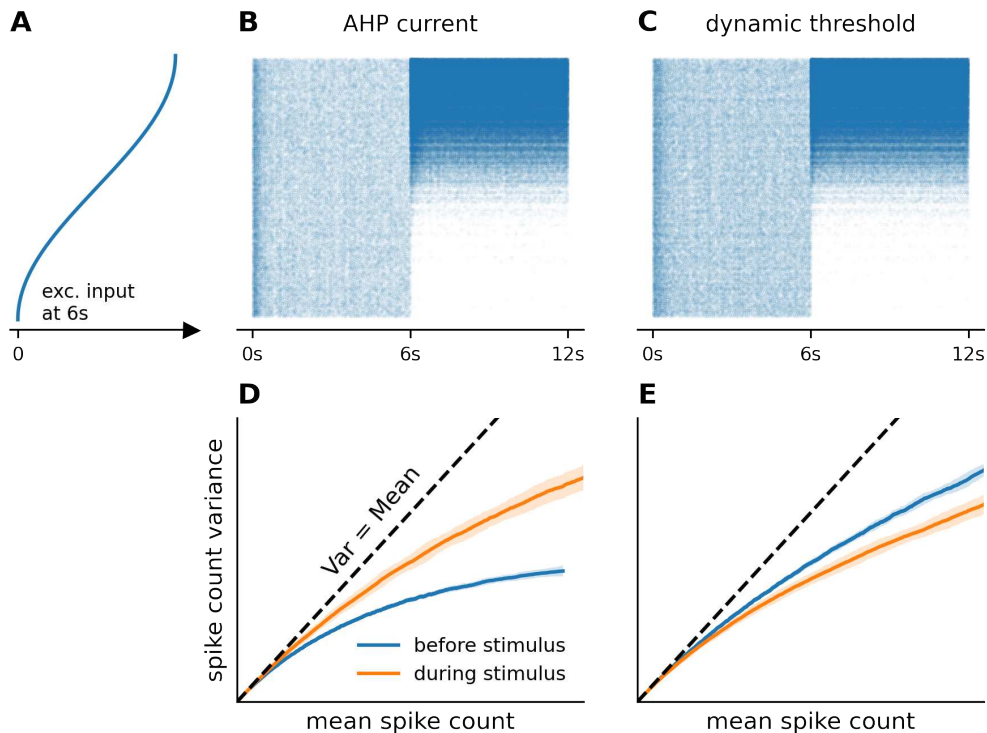 A
exc. input
at 6s
0
B
AHP current
0s
6s
12s
C
dynamic threshold
0s
6s
12s
D
spike count variance
Var = Mean
before stimulus
during stimulus
mean spike count
E
mean spike count